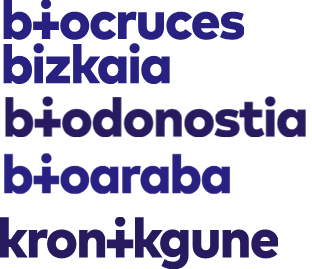 biocruces
bizkaia
biodonostia
bioaraba
kronikgune